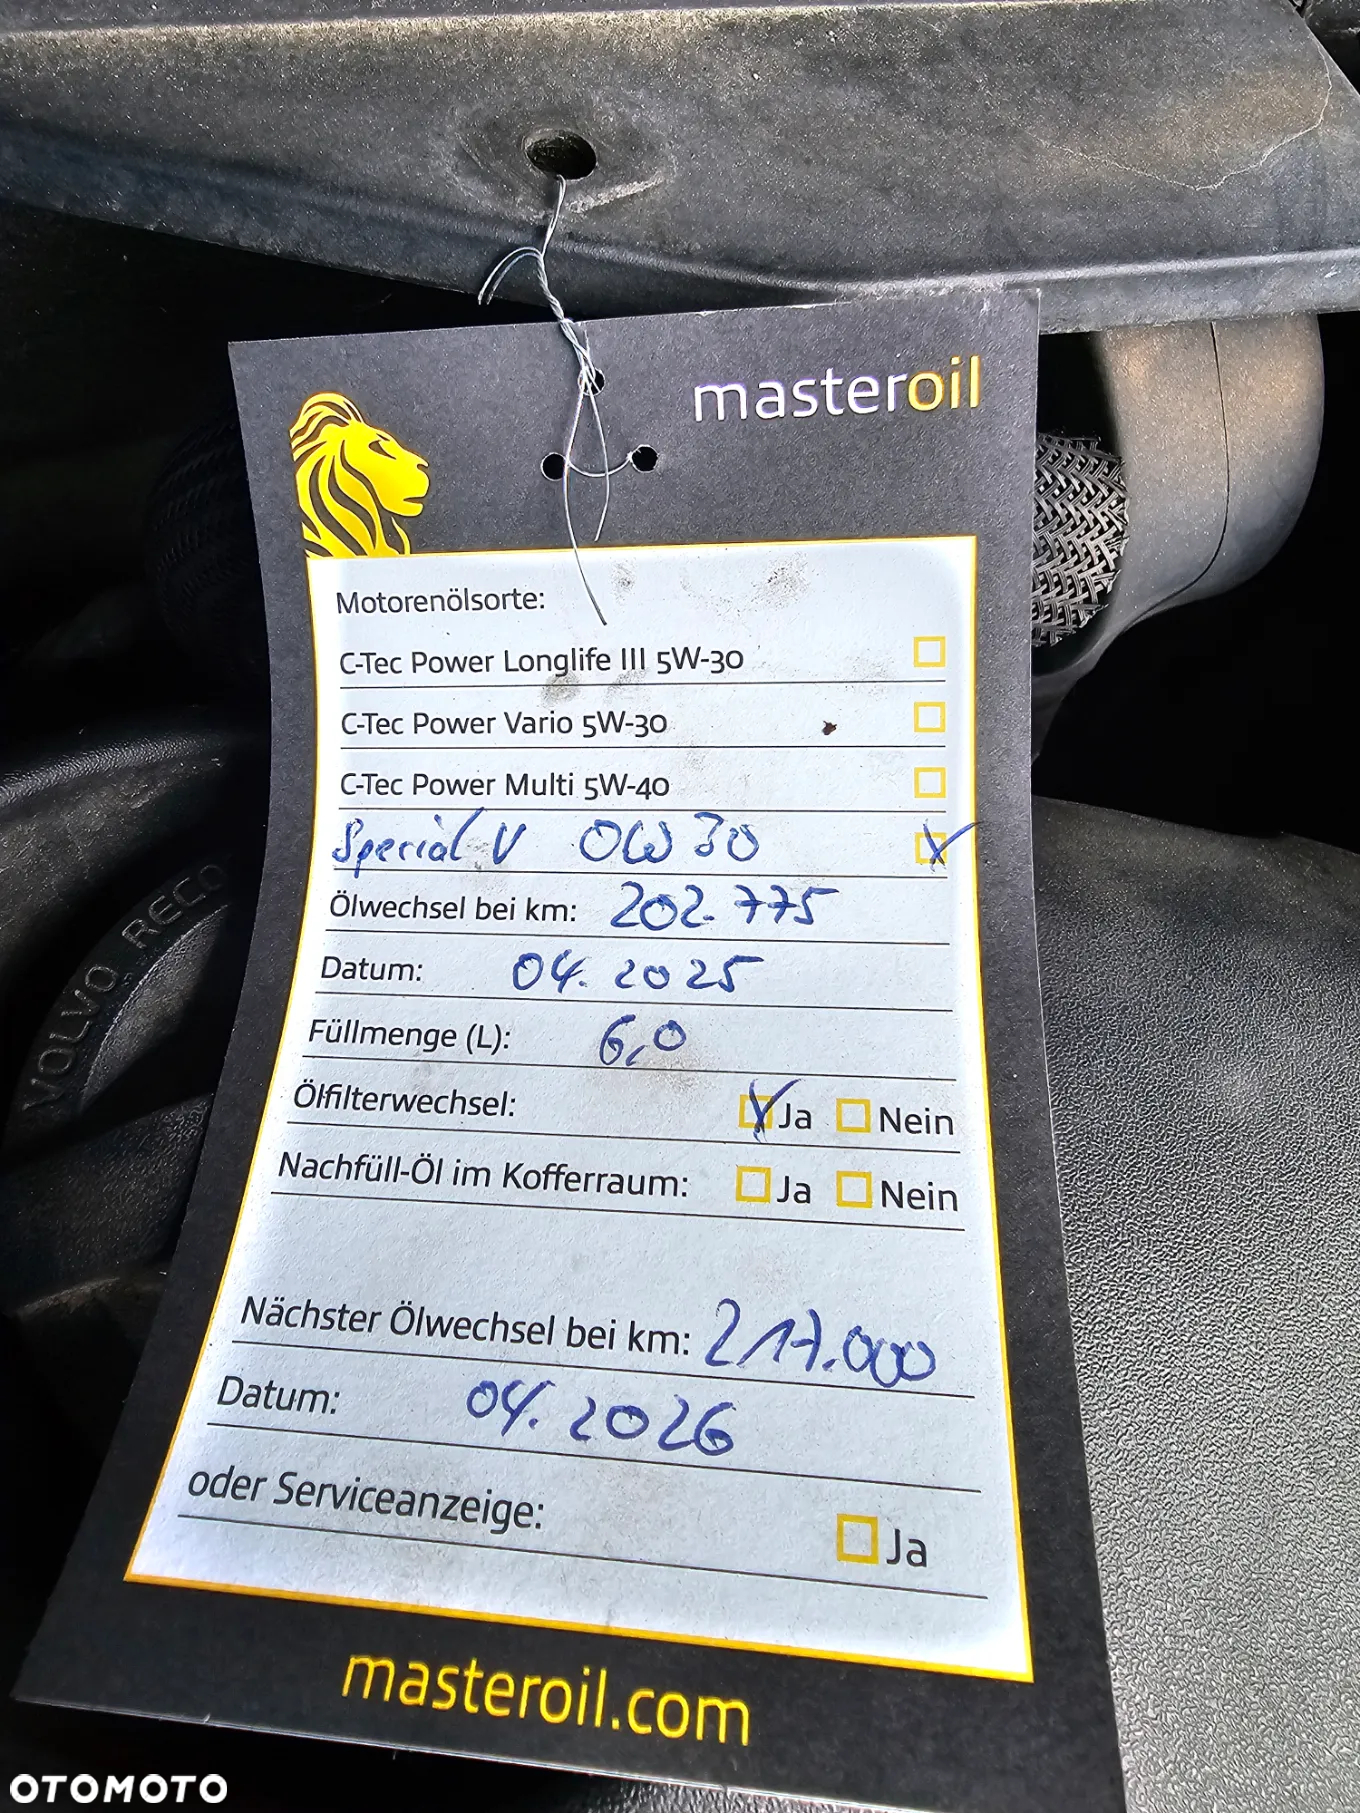 masteroil
Motorenölsorte:
C-Tec Power Longlife III 5W-30
C-Tec Power Vario 5W-30
C-Tec Power Multi 5W-40
Special V 0W30
Ölwechsel bei km: 202.775
Datum: 04.2025
Füllmenge (L): 6,0
Ölfilterwechsel: Ja Nein
Nachfüll-Öl im Kofferraum: Ja Nein
Nächster Ölwechsel bei km: 217.000
Datum: 04.2026
oder Serviceanzeige: Ja
masteroil.com
VOLVO RECO
OTOMOTO